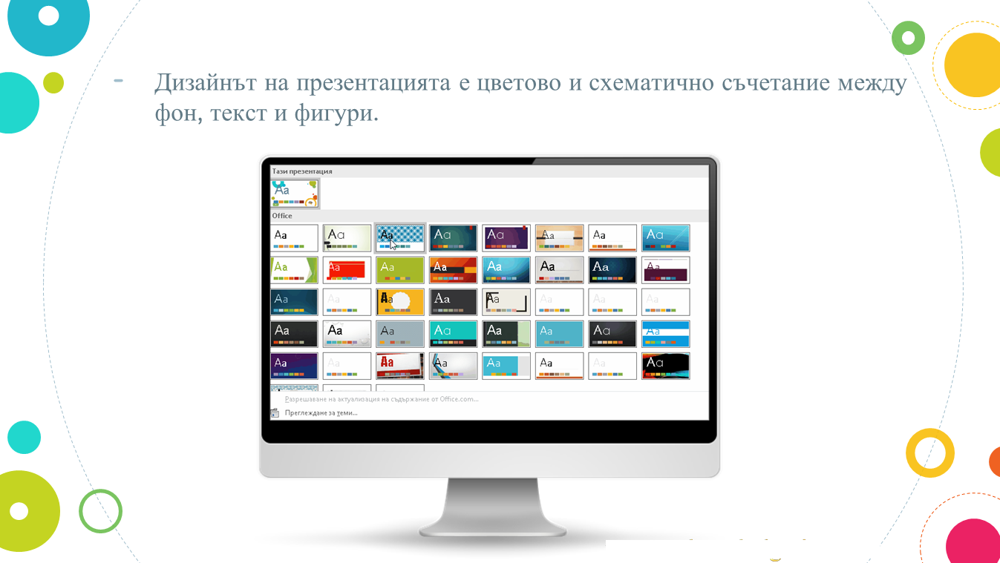 - Дизайнът на презентацията е цветово и схематично съчетание между
фон, текст и фигури.
Тази презентация
Aa
Office
Aa Aa Aa Aa Aa Aa Aa Aa
Aa Aa Aa Aa Aa Aa Aa Aa
Aa Aa Aa Aa Aa Aa Aa Aa
Aa Aa Aa Aa Aa Aa Aa Aa
Aa Aa Aa Aa Aa Aa Aa Aa
Разрешаване на актуализация на съдържание от Office.com...
Преглеждане за теми...